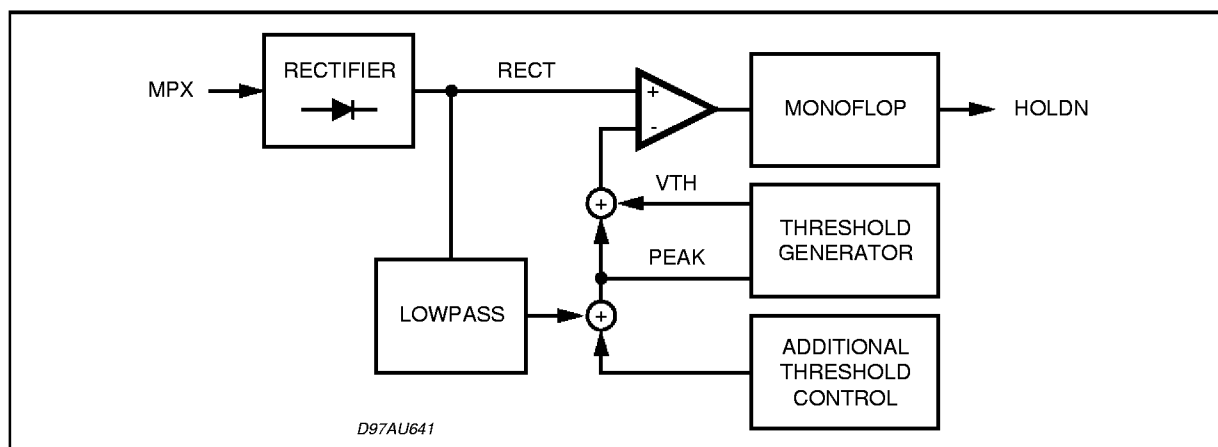 RECTIFIER
RECT
MPX
+
-
MONOFLOP
HOLDN
VTH
+
THRESHOLD
GENERATOR
PEAK
LOWPASS
+
ADDITIONAL
THRESHOLD
CONTROL
D97AU641